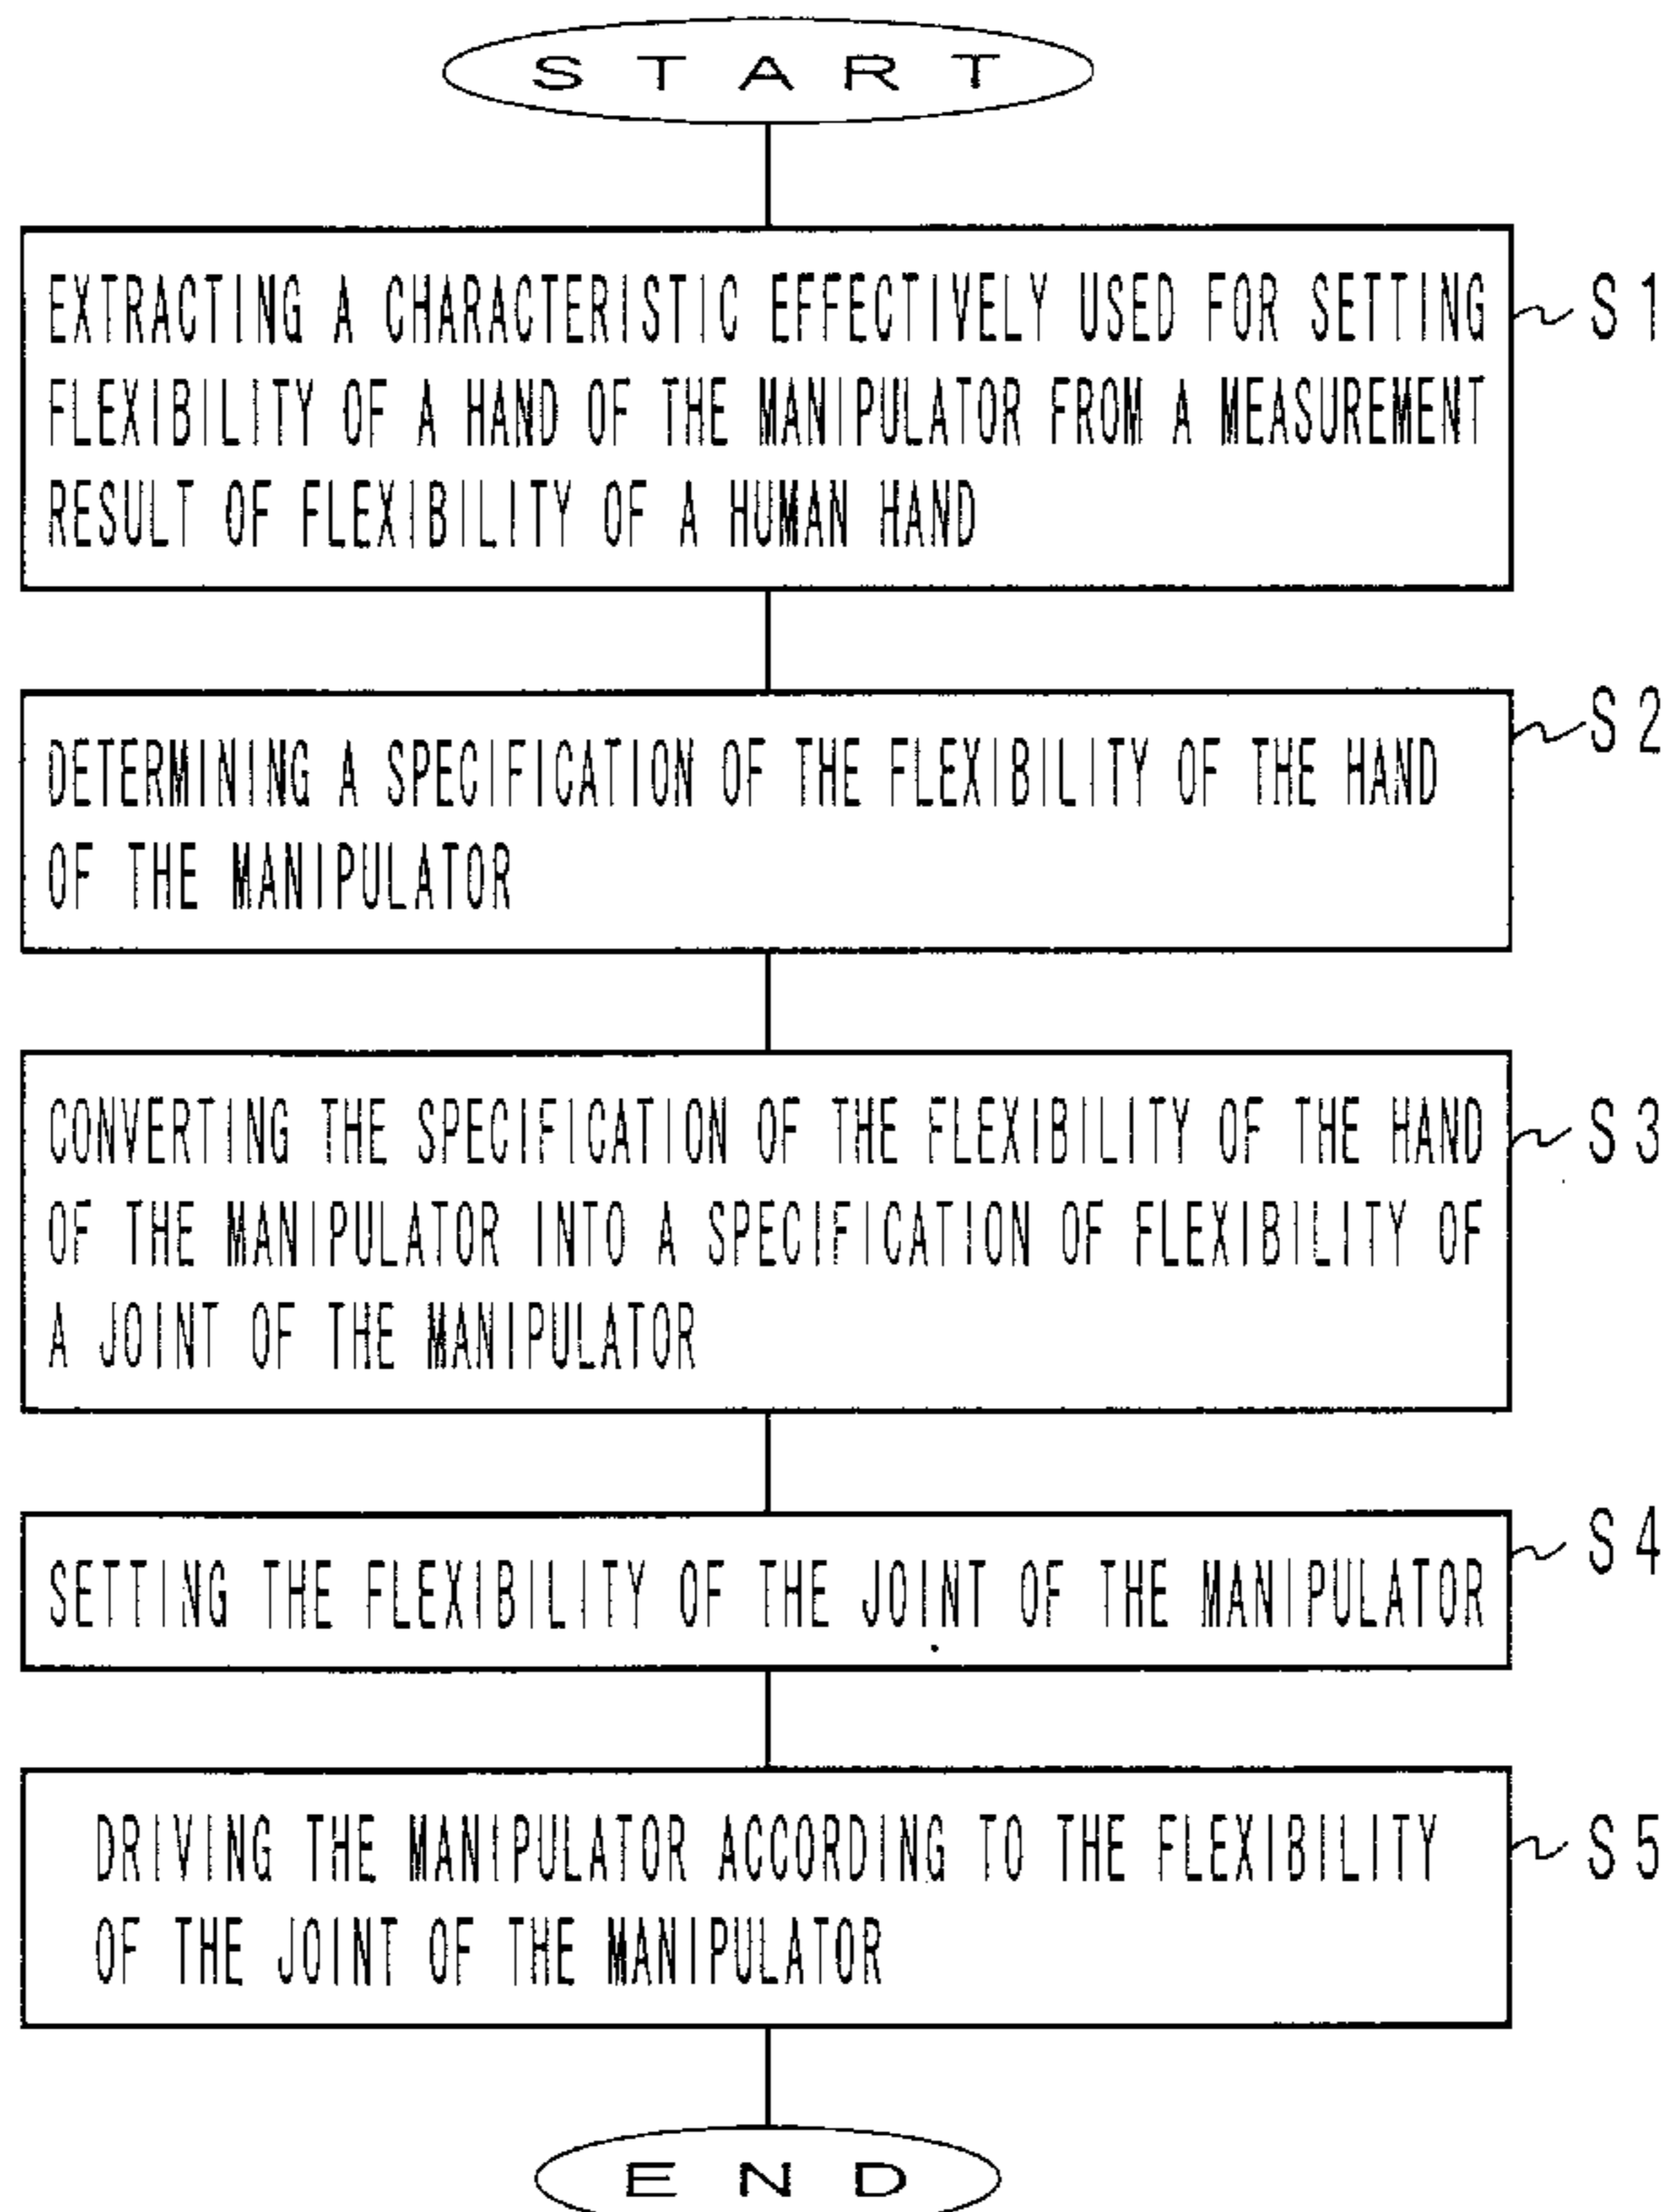 START
EXTRACTING A CHARACTERISTIC EFFECTIVELY USED FOR SETTING
FLEXIBILITY OF A HAND OF THE MANIPULATOR FROM A MEASUREMENT
RESULT OF FLEXIBILITY OF A HUMAN HAND
S1
DETERMINING A SPECIFICATION OF THE FLEXIBILITY OF THE HAND
OF THE MANIPULATOR
S2
CONVERTING THE SPECIFICATION OF THE FLEXIBILITY OF THE HAND
OF THE MANIPULATOR INTO A SPECIFICATION OF FLEXIBILITY OF
A JOINT OF THE MANIPULATOR
S3
SETTING THE FLEXIBILITY OF THE JOINT OF THE MANIPULATOR
S4
DRIVING THE MANIPULATOR ACCORDING TO THE FLEXIBILITY
OF THE JOINT OF THE MANIPULATOR
S5
END